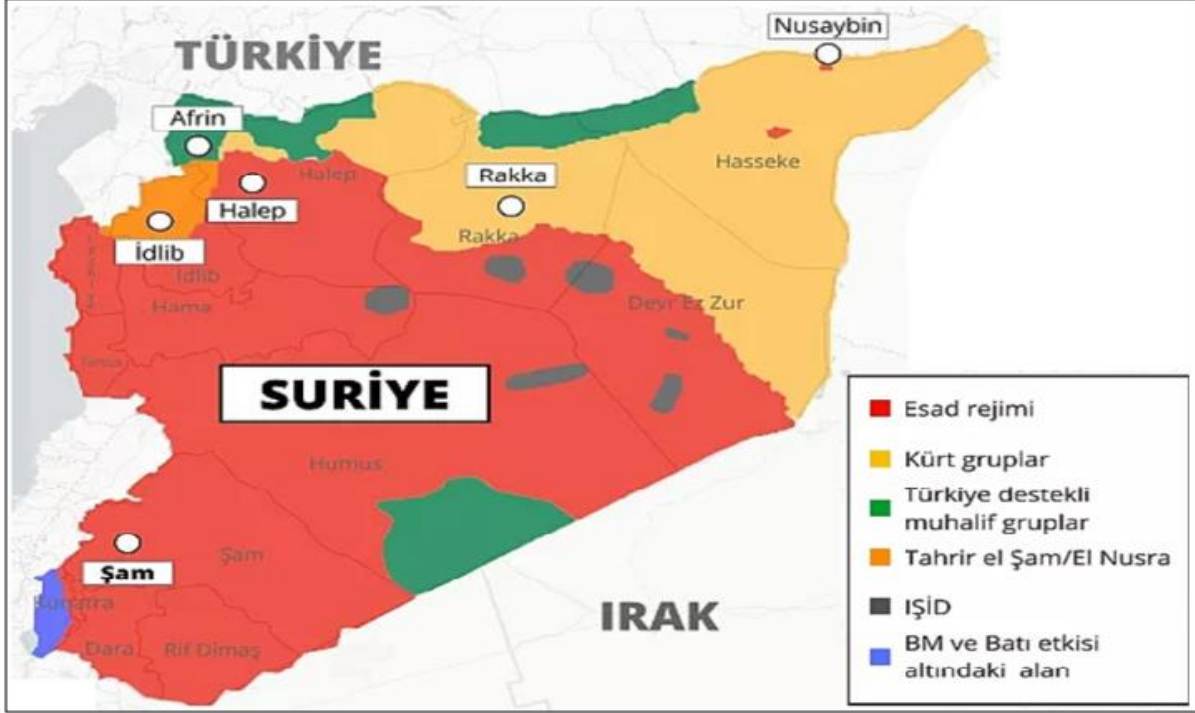 Nusaybin
TÜRKİYE
Afrin
Halep
Hasseke
Rakka
Halep
Rakka
İdlib
İdlib
Hama
Deyr Ez Zur
SURİYE
Esad rejimi
Humus
Kürt gruplar
Türkiye destekli
muhalif gruplar
Şam
Şam
Tahrir el Şam/El Nusra
IRAK
IŞİD
Dara
Rif Dimaş
BM ve Batı etkisi
altındaki alan